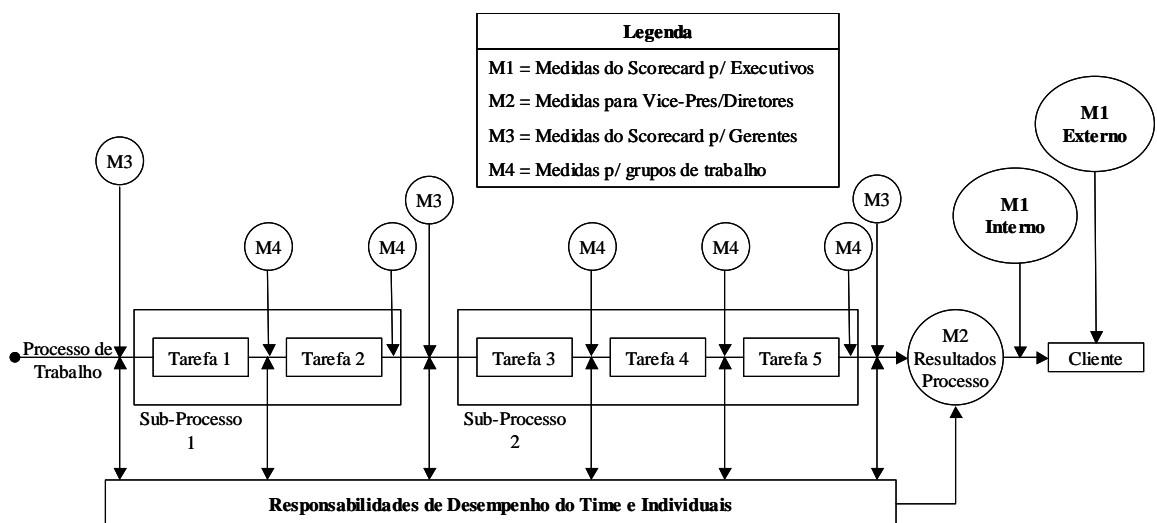 Legenda
M1 = Medidas do Scorecard p/ Executivos
M2 = Medidas para Vice-Pres/Diretores
M3 = Medidas do Scorecard p/ Gerentes
M4 = Medidas p/ grupos de trabalho
M1
Externo
M1
Interno
M3
M3
M3
M4
M4
M4
M4
M4
Processo de
Trabalho
Tarefa 1
Tarefa 2
Tarefa 3
Tarefa 4
Tarefa 5
M2
Resultados
Processo
Cliente
Sub-Processo
1
Sub-Processo
2
Responsabilidades de Desempenho do Time e Individuais